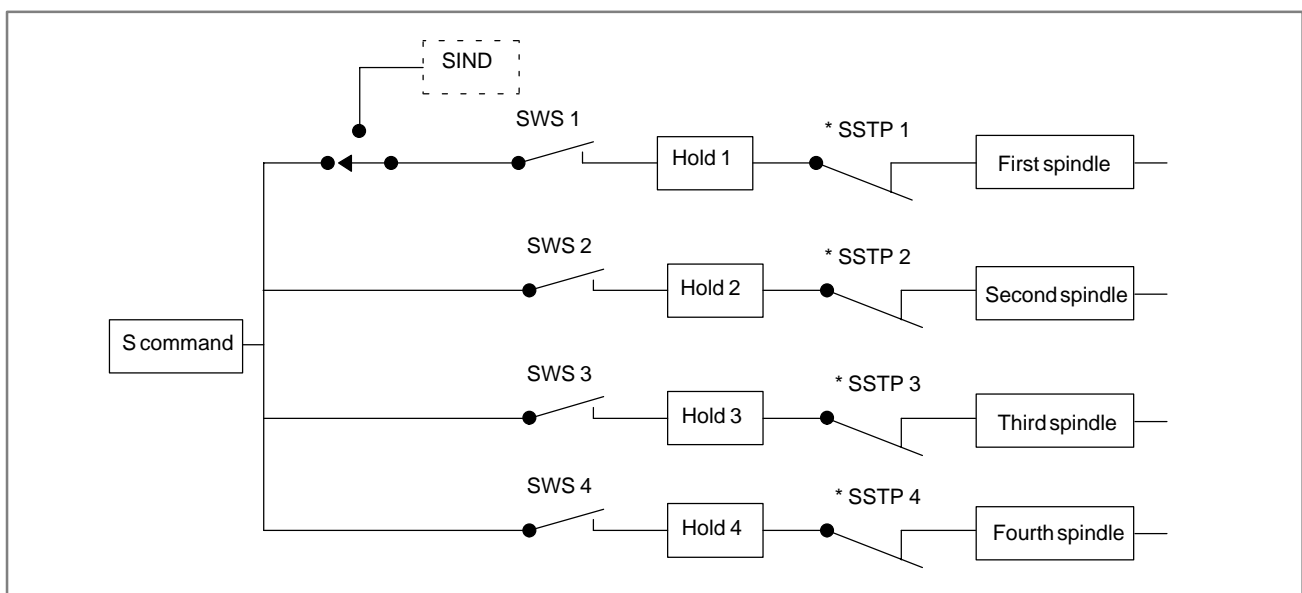 SIND
SWS 1
* SSTP 1
Hold 1
First spindle
SWS 2
* SSTP 2
Hold 2
Second spindle
S command
SWS 3
* SSTP 3
Hold 3
Third spindle
SWS 4
* SSTP 4
Hold 4
Fourth spindle